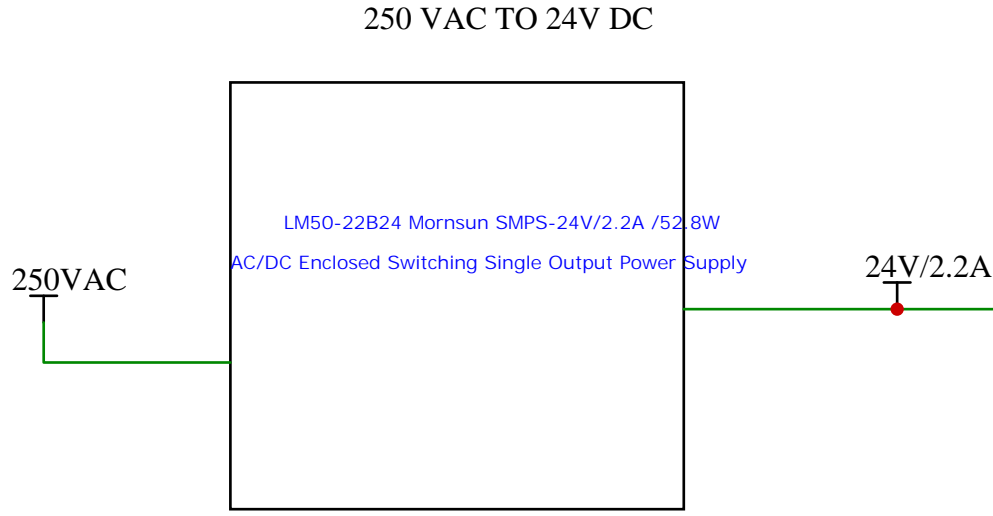 250 VAC TO 24V DC
LM50-22B24 Mornsun SMPS-24V/2.2A /52.8W
AC/DC Enclosed Switching Single Output Power Supply
250VAC
24V/2.2A